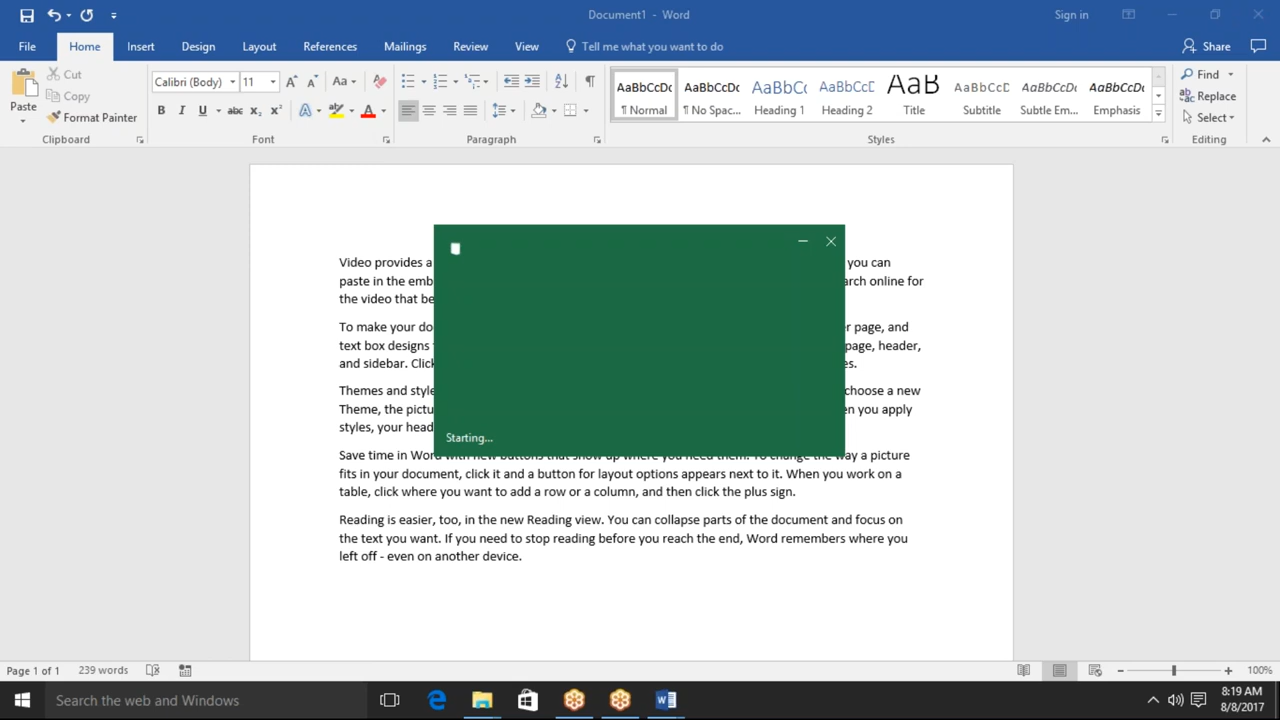 Document1 - Word
Sign in
File Home Insert Design Layout References Mailings Review View Tell me what you want to do Share
Paste
Cut
Copy
Format Painter
Clipboard
Calibri (Body) 11 Aa
B I U abc x₂ x² A ab A
Font
Paragraph
AaBbCcDc AaBbCcDc AaBbCc AaBbCcD AaB AaBbCcD AaBbCcDc AaBbCcDc
¶ Normal ¶ No Spac... Heading 1 Heading 2 Title Subtitle Subtle Em... Emphasis
Styles
Find
Replace
Select
Editing
Video provides a you can
paste in the emb arch online for
the video that be
To make your do r page, and
text box designs page, header,
and sidebar. Click es.
Themes and style choose a new
Theme, the pictu en you apply
styles, your head
Starting...
Save time in Word with new buttons that show up where you need them. To change the way a picture
fits in your document, click it and a button for layout options appears next to it. When you work on a
table, click where you want to add a row or a column, and then click the plus sign.
Reading is easier, too, in the new Reading view. You can collapse parts of the document and focus on
the text you want. If you need to stop reading before you reach the end, Word remembers where you
left off - even on another device.
Page 1 of 1 239 words 100%
Search the web and Windows
8:19 AM
8/8/2017